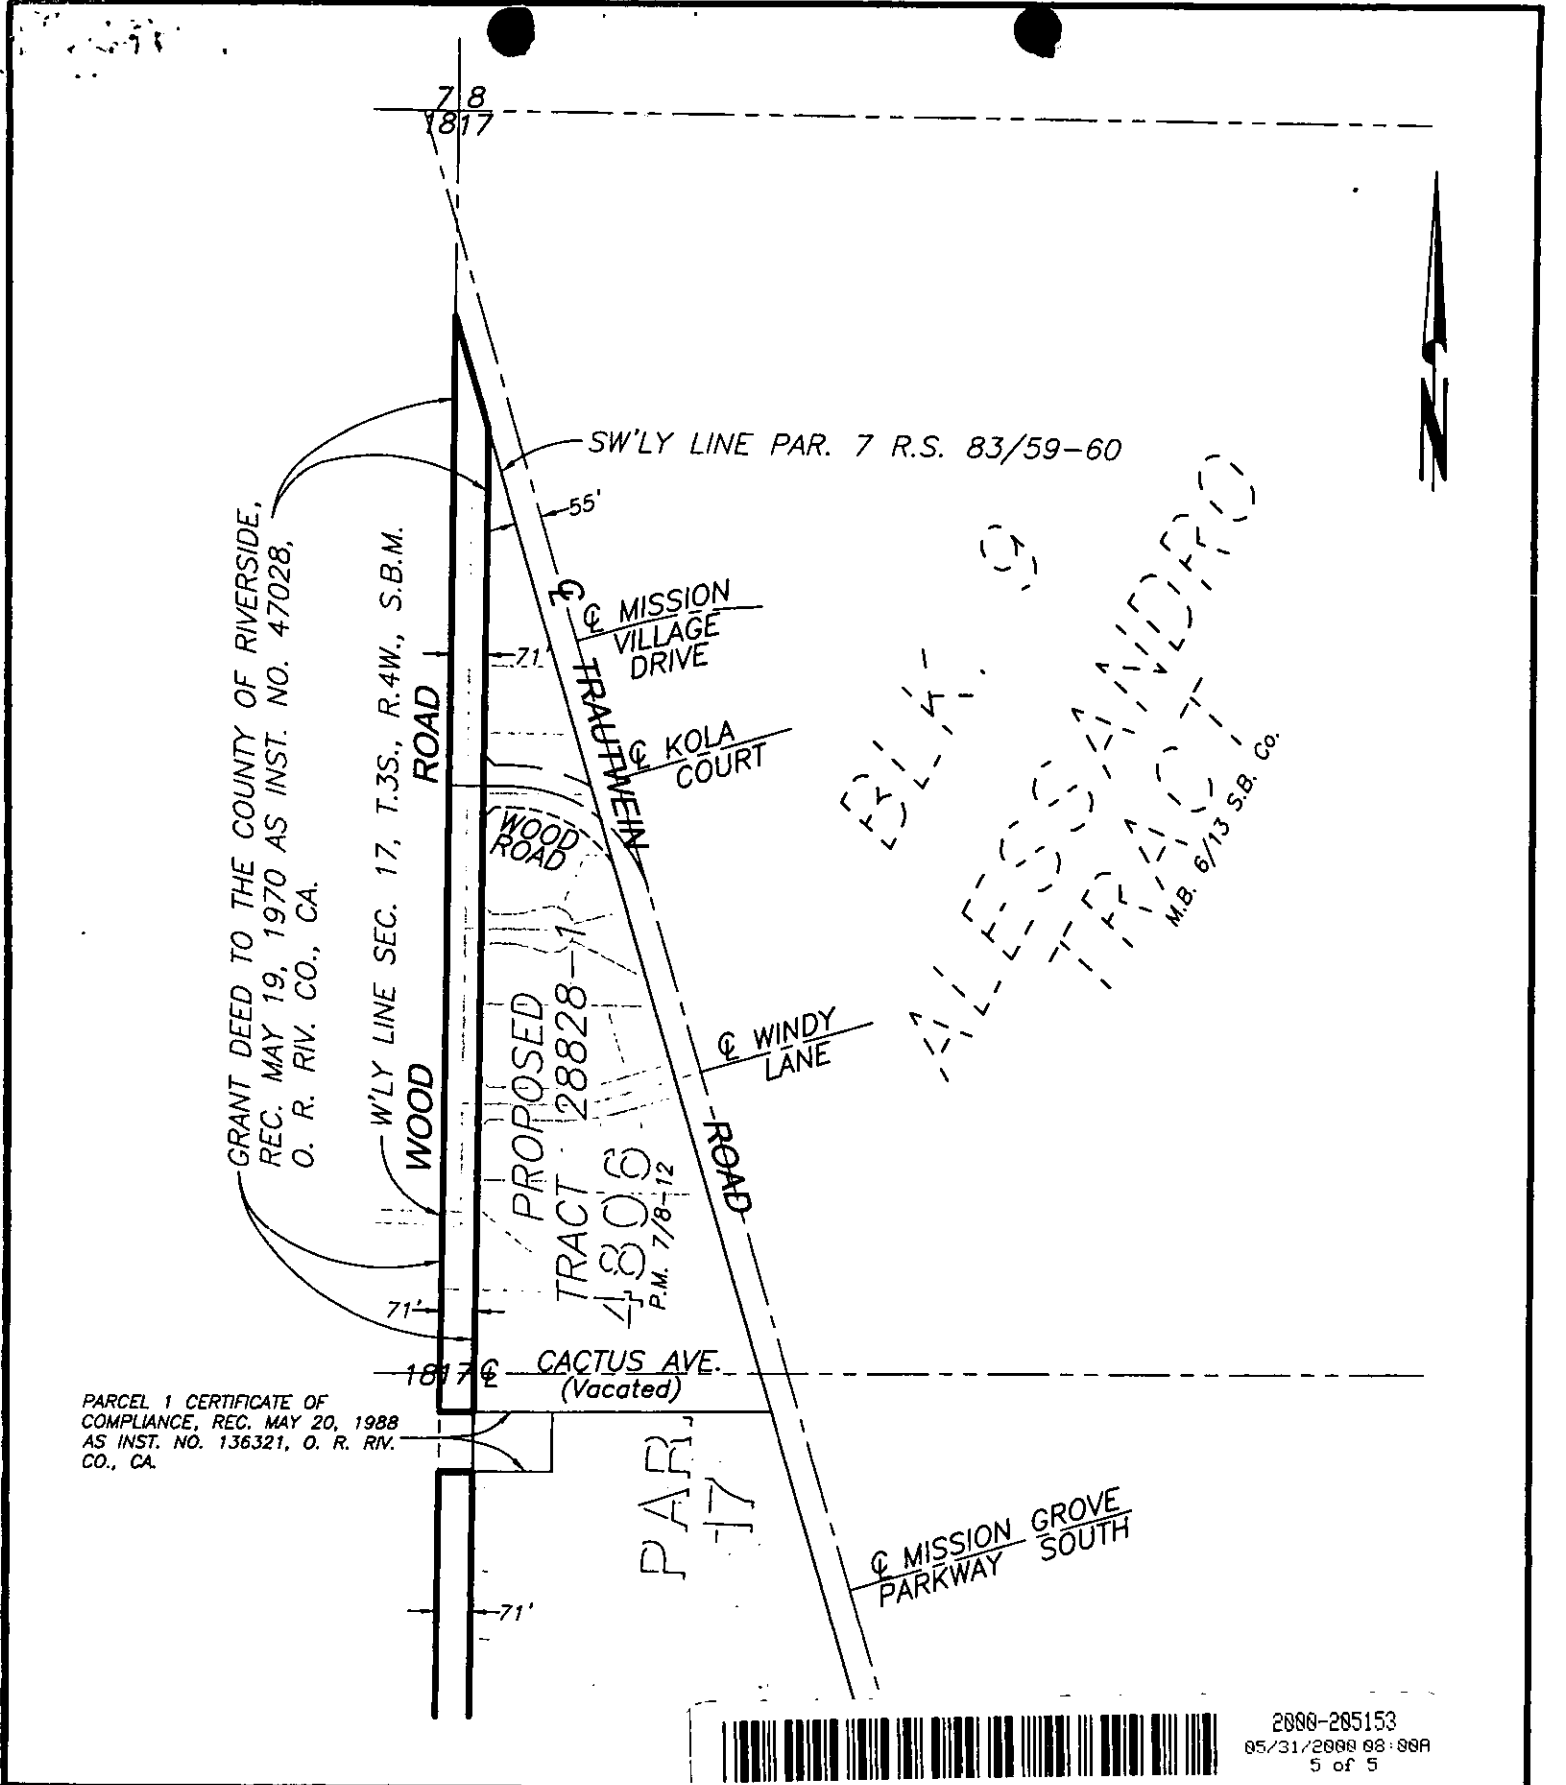 7 8
18 17
N
SW'LY LINE PAR. 7 R.S. 83/59-60
55'
GRANT DEED TO THE COUNTY OF RIVERSIDE,
REC. MAY 19, 1970 AS INST. NO. 47028,
O. R. RIV. CO., CA.
W'LY LINE SEC. 17, T.3S., R.4W., S.B.M.
WOOD ROAD
71'
℄ TRAUTWEIN ROAD
℄ MISSION
VILLAGE
DRIVE
℄ KOLA
COURT
WOOD
ROAD
BLK. 9,
ALESSANDRO
TRACT
M.B. 6/13 S.B. Co.
PROPOSED
TRACT 28828-1
4806
P.M. 7/8-12
℄ WINDY
LANE
71'
18 17 ℄ CACTUS AVE.
(Vacated)
PARCEL 1 CERTIFICATE OF
COMPLIANCE, REC. MAY 20, 1988
AS INST. NO. 136321, O. R. RIV.
CO., CA.
PAR.
17
℄ MISSION GROVE
PARKWAY SOUTH
71'
2000-205153
05/31/2000 08:00A
5 of 5